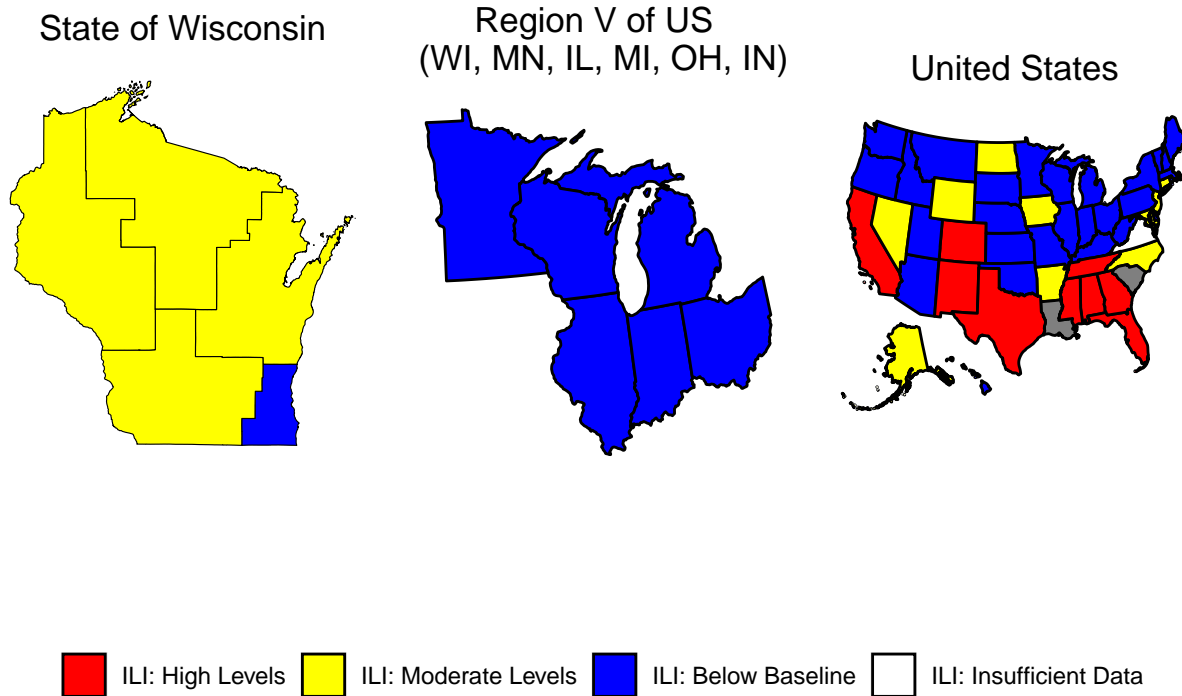 State of Wisconsin
Region V of US
(WI, MN, IL, MI, OH, IN)
United States
ILI: High Levels
ILI: Moderate Levels
ILI: Below Baseline
ILI: Insufficient Data